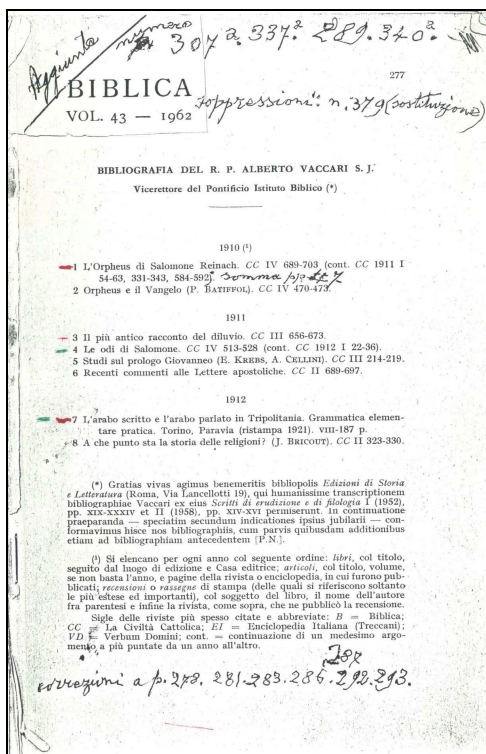 Aggiunte numero 307ª. 337ª. 289. 340ª.
277
BIBLICA
VOL. 43 — 1962
soppressioni: n. 379 (sostituzione)
BIBLIOGRAFIA DEL R. P. ALBERTO VACCARI S. J.
Vicerettore del Pontificio Istituto Biblico (*)
1910 (¹)
1 L'Orpheus di Salomone Reinach. CC IV 689-703 (cont. CC 1911 I
54-63, 331-343, 584-592). somma pp.
2 Orpheus e il Vangelo (P. BATIFFOL). CC IV 470-473.
1911
3 Il più antico racconto del diluvio. CC III 656-673.
4 Le odi di Salomone. CC IV 513-528 (cont. CC 1912 I 22-36).
5 Studi sul prologo Giovanneo (E. KREBS, A. CELLINI). CC III 214-219.
6 Recenti commenti alle Lettere apostoliche. CC II 689-697.
1912
7 L'arabo scritto e l'arabo parlato in Tripolitania. Grammatica elemen-
tare pratica. Torino, Paravia (ristampa 1921). VIII-187 p.
8 A che punto sta la storia delle religioni? (J. BRICOUT). CC II 323-330.
(*) Gratias vivas agimus benemeritis bibliopolis Edizioni di Storia
e Letteratura (Roma, Via Lancellotti 19), qui humanissime transcriptionem
bibliographiae Vaccari ex eius Scritti di erudizione e di filologia I (1952),
pp. XIX-XXXIV et II (1958), pp. XIV-XVI permiserunt. In continuatione
praeparanda — speciatim secundum indicationes ipsius jubilarii — con-
formavimus hisce nos bibliographiis, cum parvis quibusdam additionibus
etiam ad bibliographiam antecedentem [P.N.].
(¹) Si elencano per ogni anno col seguente ordine: libri, col titolo,
seguito dal luogo di edizione e Casa editrice; articoli, col titolo, volume,
se non basta l'anno, e pagine della rivista o enciclopedia, in cui furono pub-
blicati; recensioni o rassegne di stampa (delle quali si riferiscono soltanto
le più estese ed importanti), col soggetto del libro, il nome dell'autore
fra parentesi e infine la rivista, come sopra, che ne pubblicò la recensione.
Sigle delle riviste più spesso citate e abbreviate: B = Biblica;
CC = La Civiltà Cattolica; EI = Enciclopedia Italiana (Treccani);
VD = Verbum Domini; cont. = continuazione di un medesimo argo-
mento a più puntate da un anno all'altro.
287
correzioni a p. 278. 281. 283. 286. 292. 293.